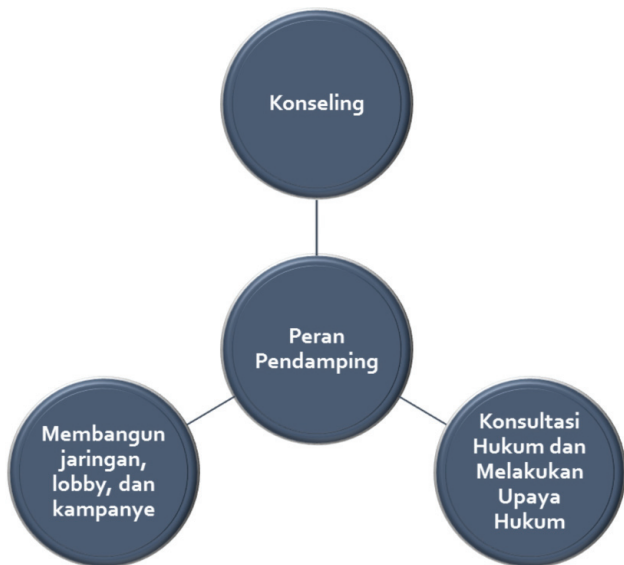 Konseling
Peran
Pendamping
Membangun
jaringan,
lobby, dan
kampanye
Konsultasi
Hukum dan
Melakukan
Upaya
Hukum